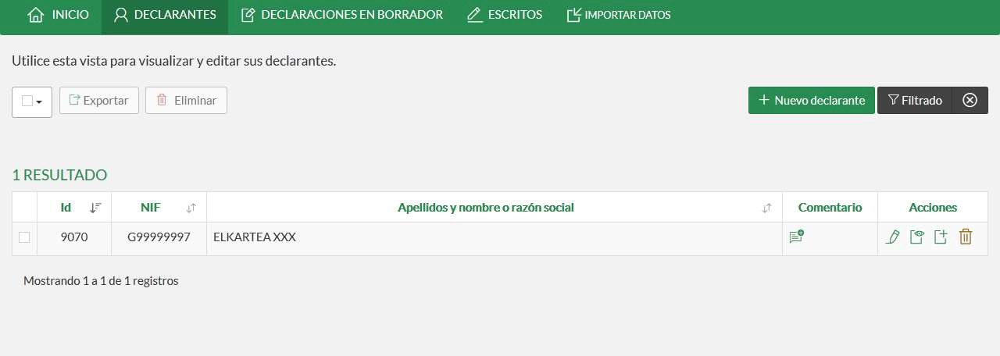 INICIO DECLARANTES DECLARACIONES EN BORRADOR ESCRITOS IMPORTAR DATOS
Utilice esta vista para visualizar y editar sus declarantes.
Exportar Eliminar Nuevo declarante Filtrado
1 RESULTADO
Id NIF Apellidos y nombre o razón social Comentario Acciones
9070 G99999997 ELKARTEA XXX
Mostrando 1 a 1 de 1 registros